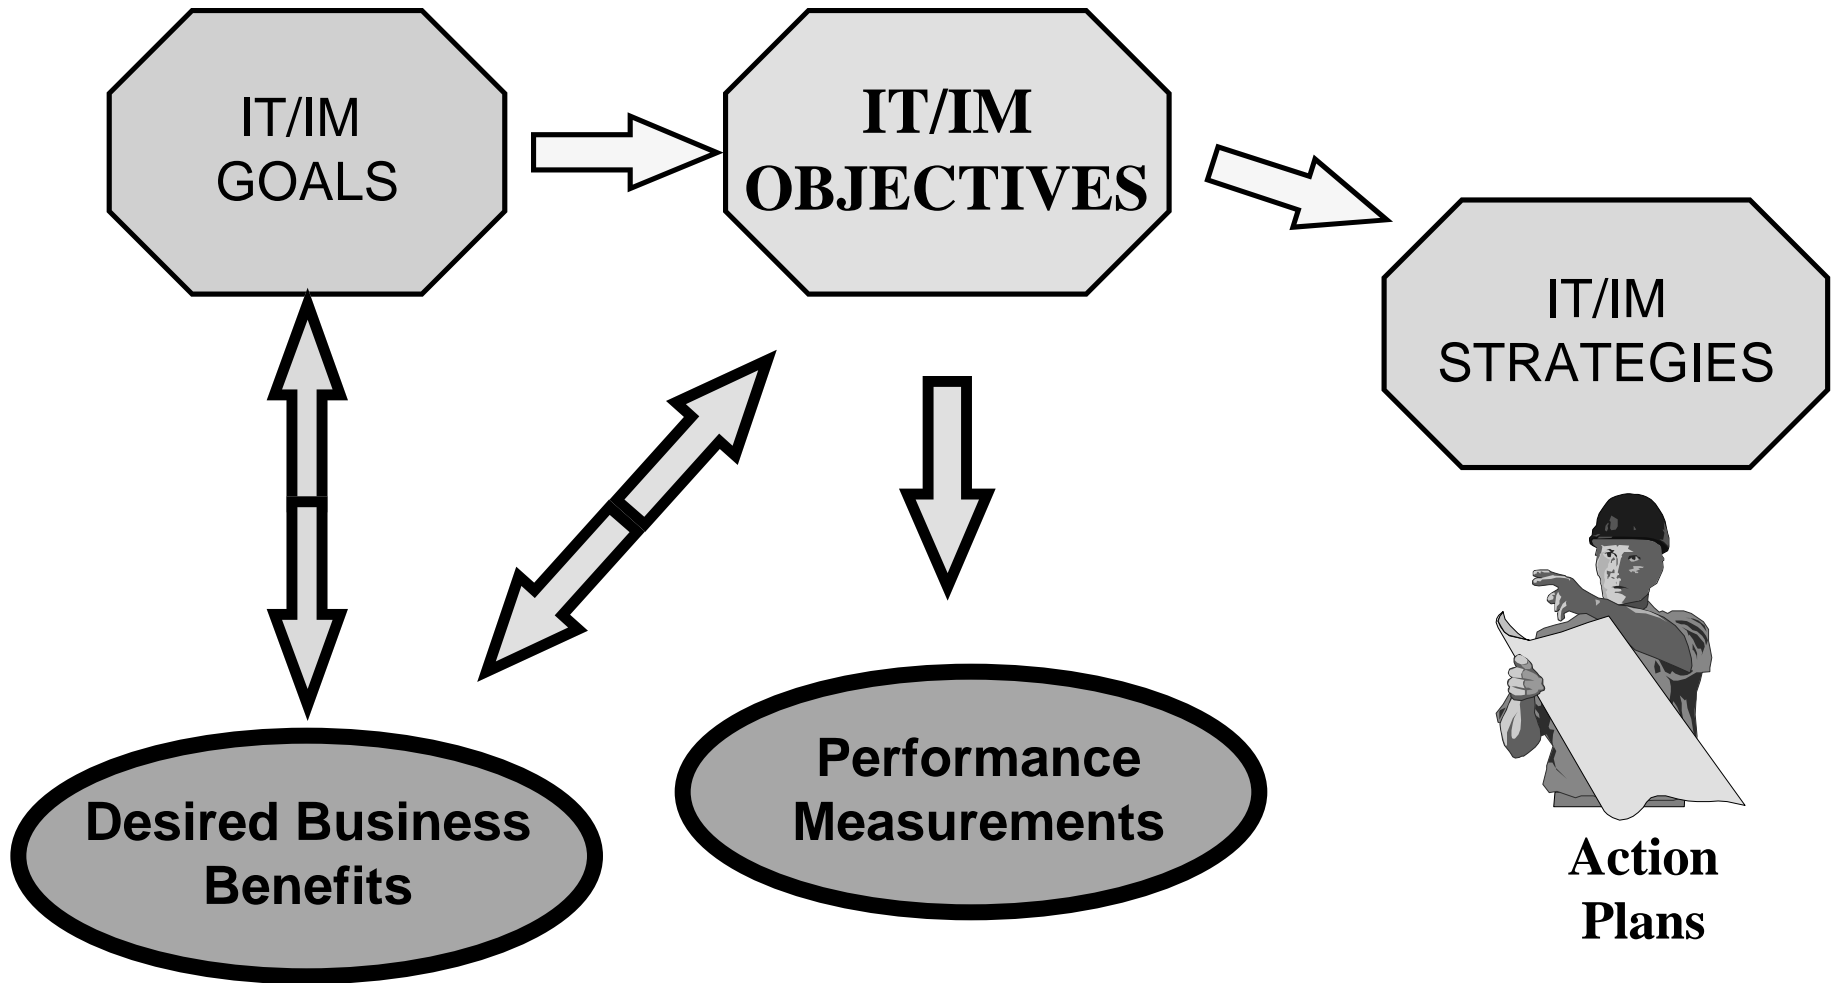 IT/IM
GOALS
IT/IM
OBJECTIVES
IT/IM
STRATEGIES
Desired Business
Benefits
Performance
Measurements
Action
Plans